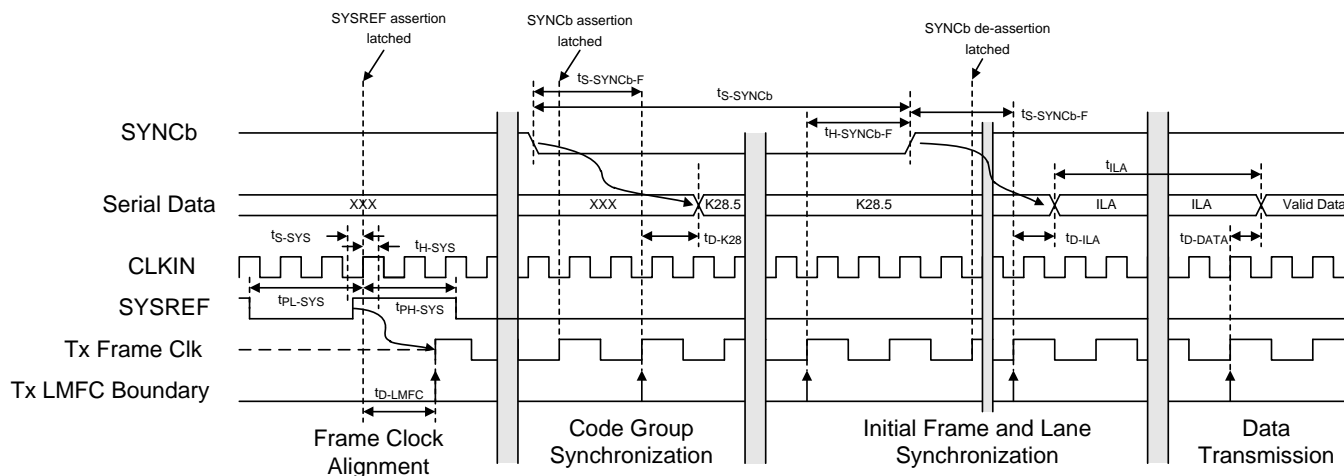 SYSREF assertion
latched
SYNCb assertion
latched
SYNCb de-assertion
latched
tS-SYNCb-F
tS-SYNCb
tS-SYNCb-F
SYNCb
tH-SYNCb-F
tILA
Serial Data
XXX
XXX
K28.5
K28.5
ILA
ILA
Valid Data
tS-SYS
tH-SYS
tD-K28
tD-ILA
tD-DATA
CLKIN
tPL-SYS
tPH-SYS
SYSREF
Tx Frame Clk
Tx LMFC Boundary
tD-LMFC
Frame Clock
Alignment
Code Group
Synchronization
Initial Frame and Lane
Synchronization
Data
Transmission